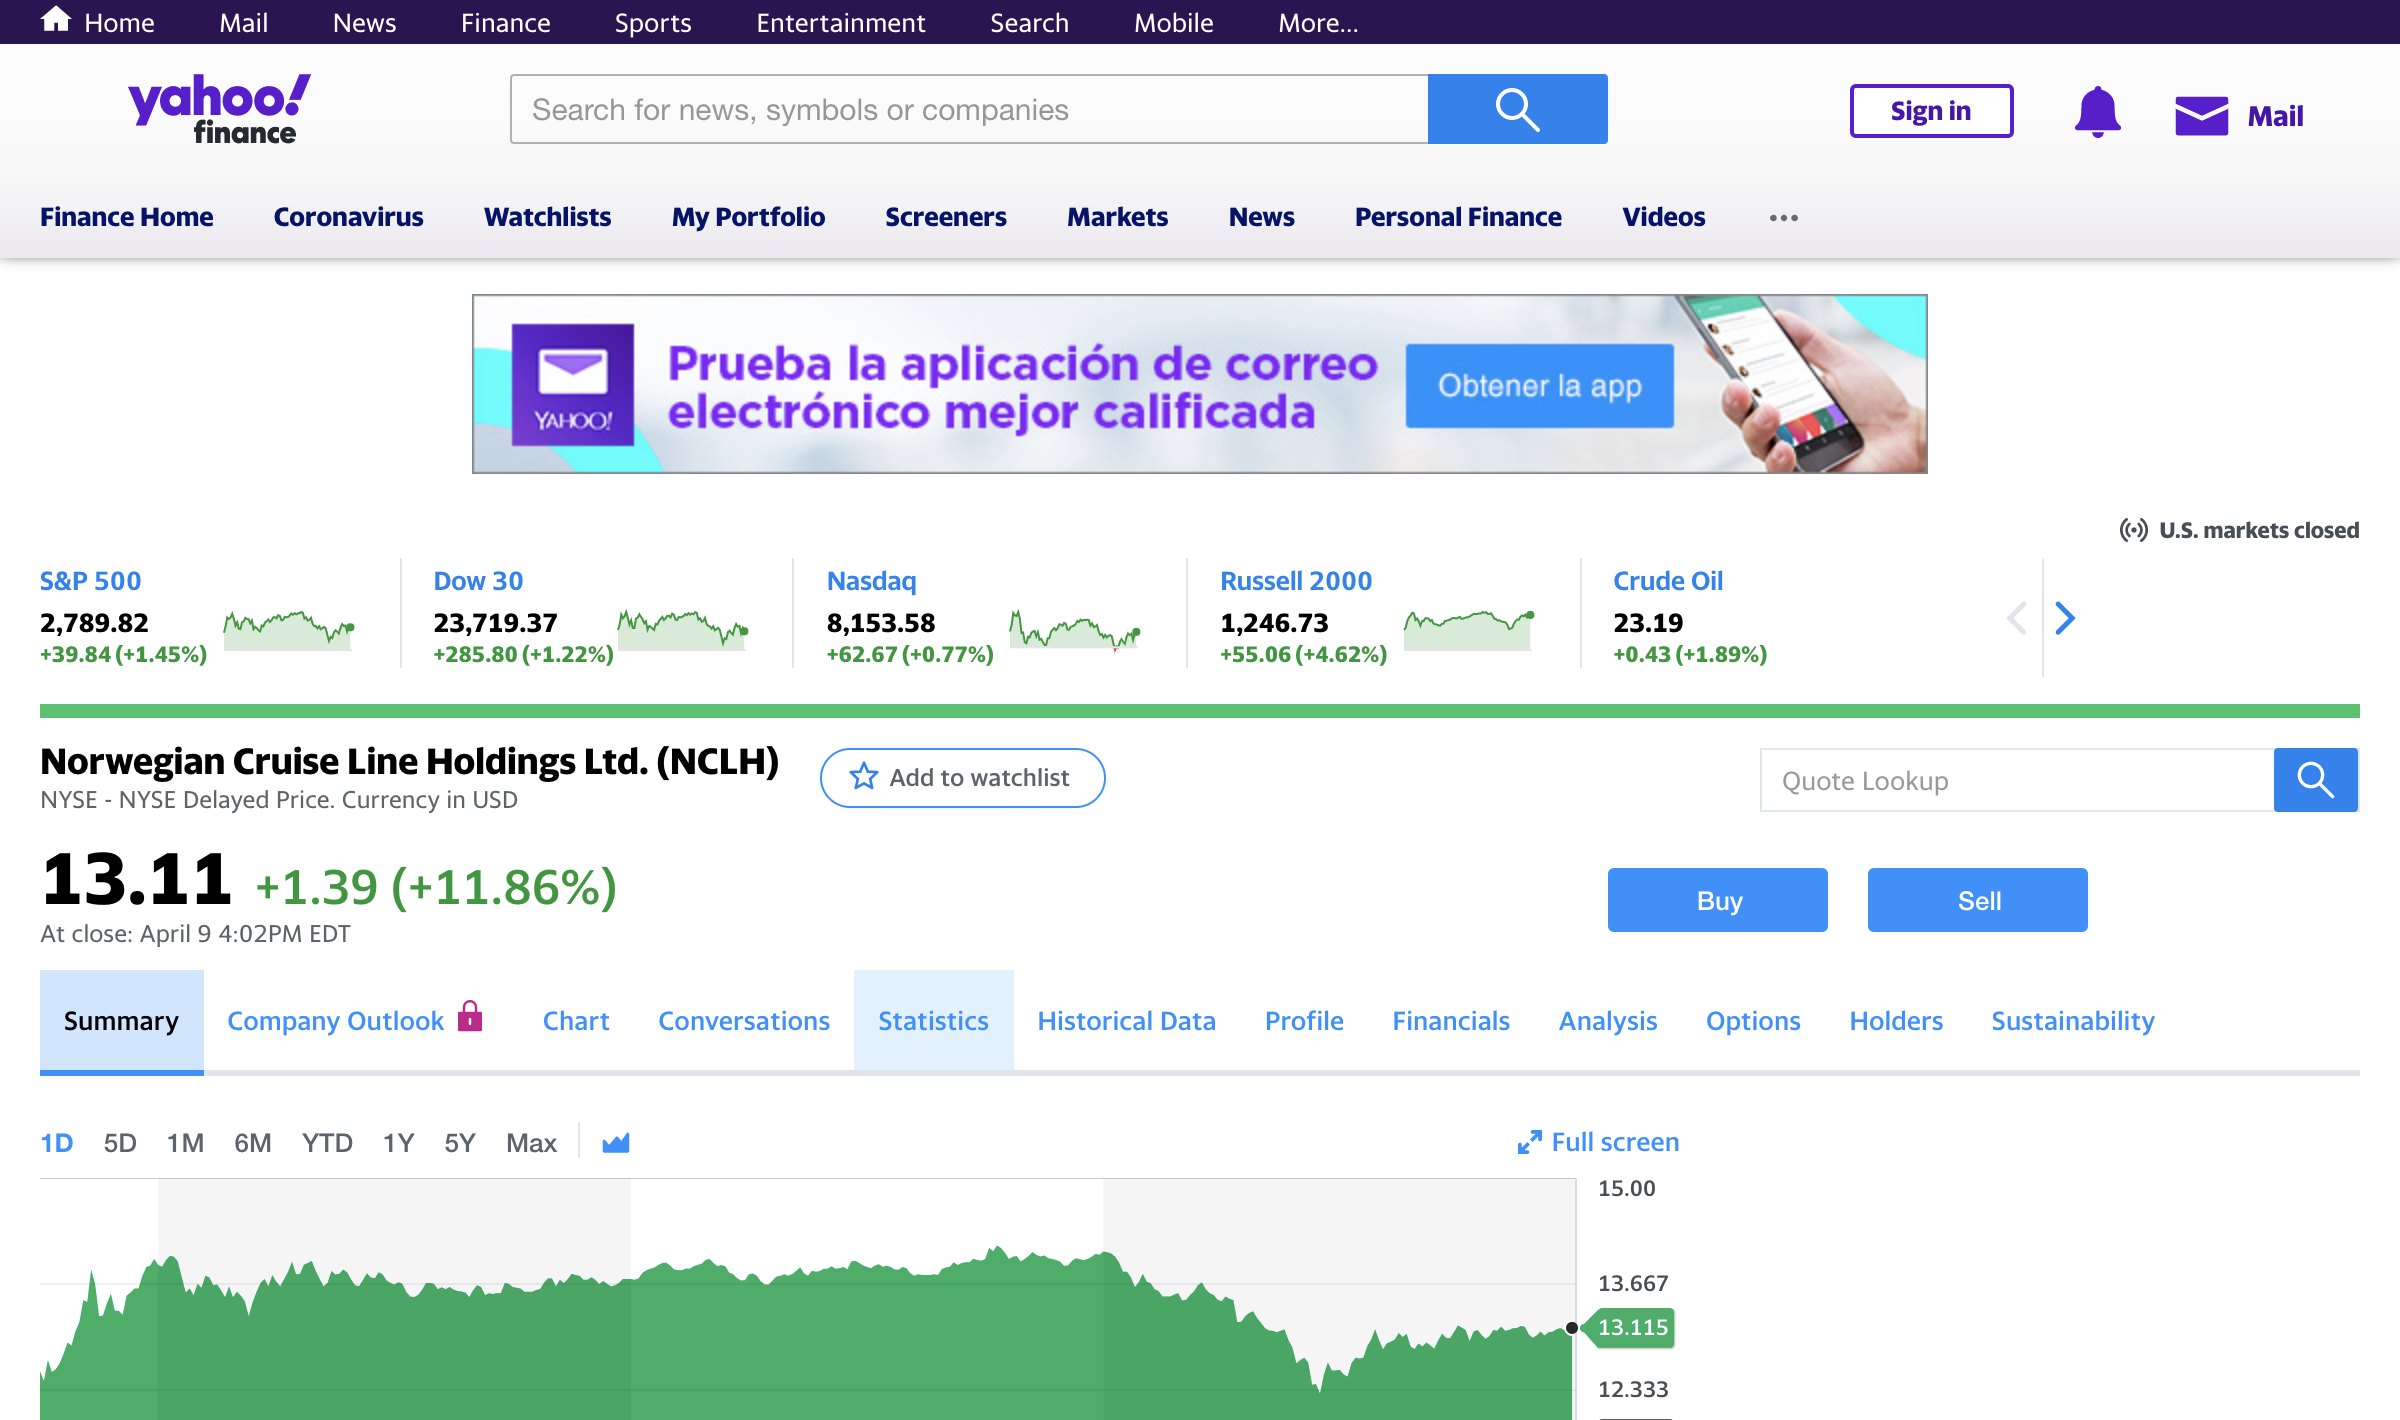 Home Mail News Finance Sports Entertainment Search Mobile More...
yahoo!
finance
Search for news, symbols or companies
Sign in
Mail
Finance Home Coronavirus Watchlists My Portfolio Screeners Markets News Personal Finance Videos •••
YAHOO!
Prueba la aplicación de correo
electrónico mejor calificada
Obtener la app
U.S. markets closed
S&P 500
2,789.82
+39.84 (+1.45%)
Dow 30
23,719.37
+285.80 (+1.22%)
Nasdaq
8,153.58
+62.67 (+0.77%)
Russell 2000
1,246.73
+55.06 (+4.62%)
Crude Oil
23.19
+0.43 (+1.89%)
Norwegian Cruise Line Holdings Ltd. (NCLH)
NYSE - NYSE Delayed Price. Currency in USD
Add to watchlist
Quote Lookup
13.11 +1.39 (+11.86%)
At close: April 9 4:02PM EDT
Buy
Sell
Summary Company Outlook Chart Conversations Statistics Historical Data Profile Financials Analysis Options Holders Sustainability
1D 5D 1M 6M YTD 1Y 5Y Max
Full screen
15.00
13.667
13.115
12.333